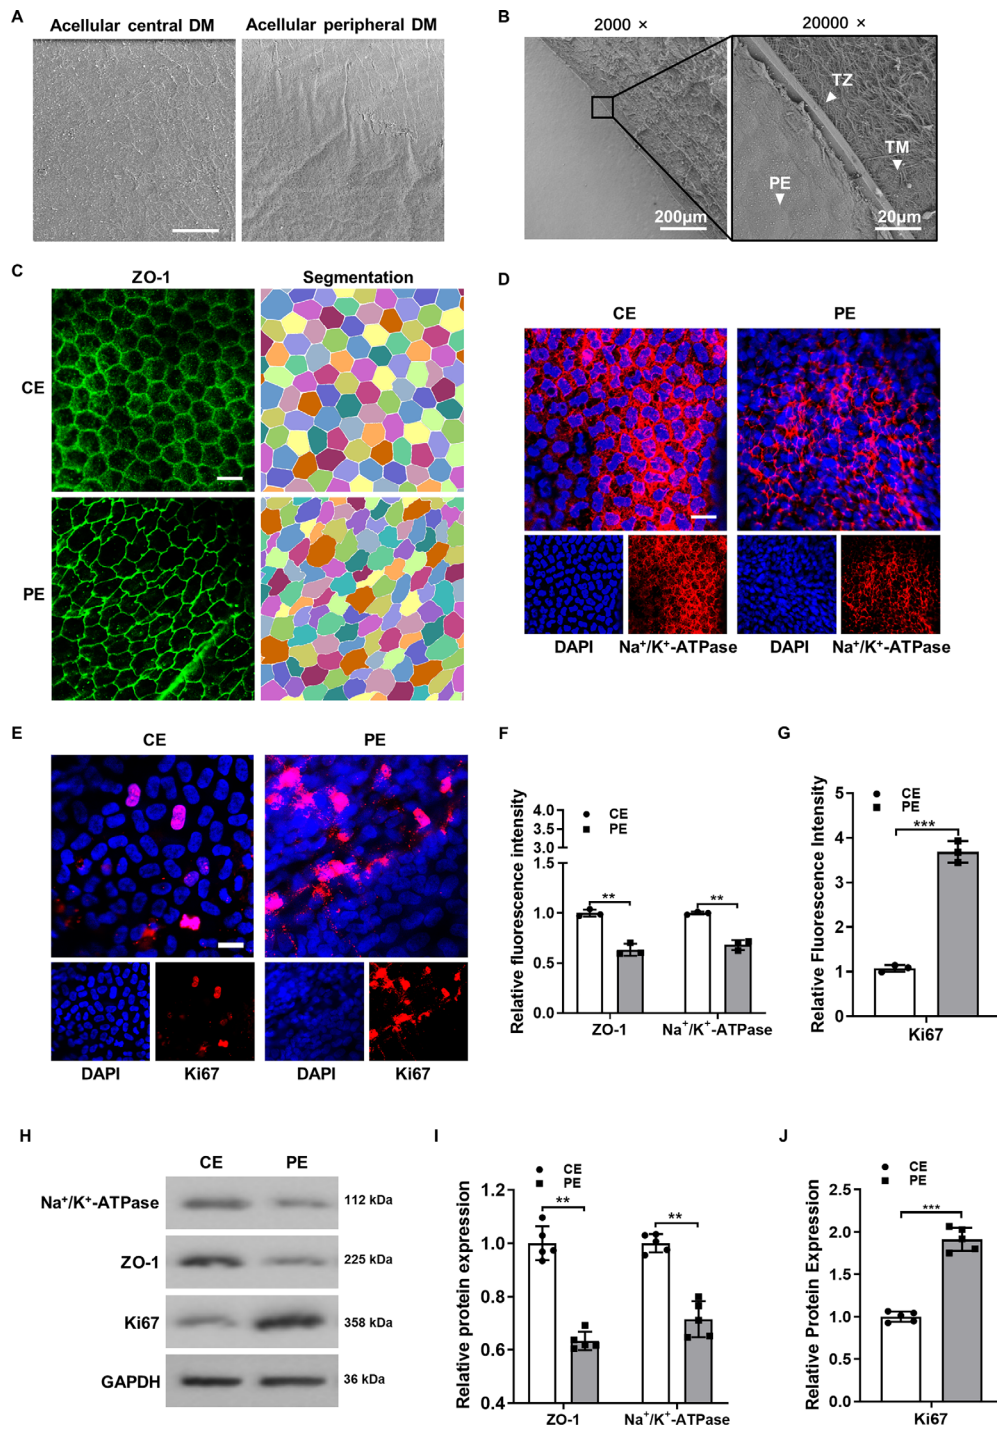 A
Acellular central DM
Acellular peripheral DM
B
2000 ×
20000 ×
TZ
TM
PE
200μm
20μm
C
ZO-1
Segmentation
CE
PE
D
CE
PE
DAPI
Na⁺/K⁺-ATPase
DAPI
Na⁺/K⁺-ATPase
E
CE
PE
DAPI
Ki67
DAPI
Ki67
F
Relative fluorescence intensity
4.0
3.5
3.0
1.5
1.0
0.5
0.0
CE
PE
**
**
ZO-1
Na⁺/K⁺-ATPase
G
Relative Fluorescence Intensity
5
4
3
2
1
0
CE
PE
***
Ki67
H
CE
PE
Na⁺/K⁺-ATPase
112 kDa
ZO-1
225 kDa
Ki67
358 kDa
GAPDH
36 kDa
I
Relative protein expression
1.2
1.0
0.8
0.6
0.4
CE
PE
**
**
ZO-1
Na⁺/K⁺-ATPase
J
Relative Protein Expression
2.5
2.0
1.5
1.0
0.5
0.0
CE
PE
***
Ki67